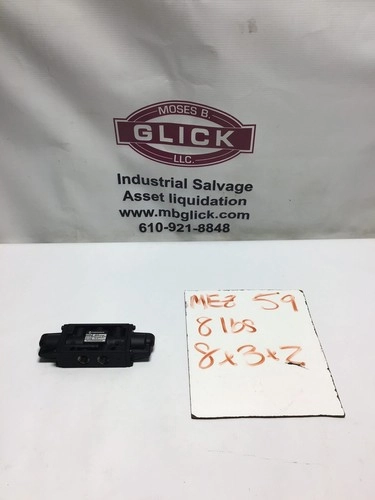 MOSES B.
GLICK
LLC.
Industrial Salvage
Asset liquidation
www.mbglick.com
610-921-8848
MEZ 59
8 lbs
8x3x2